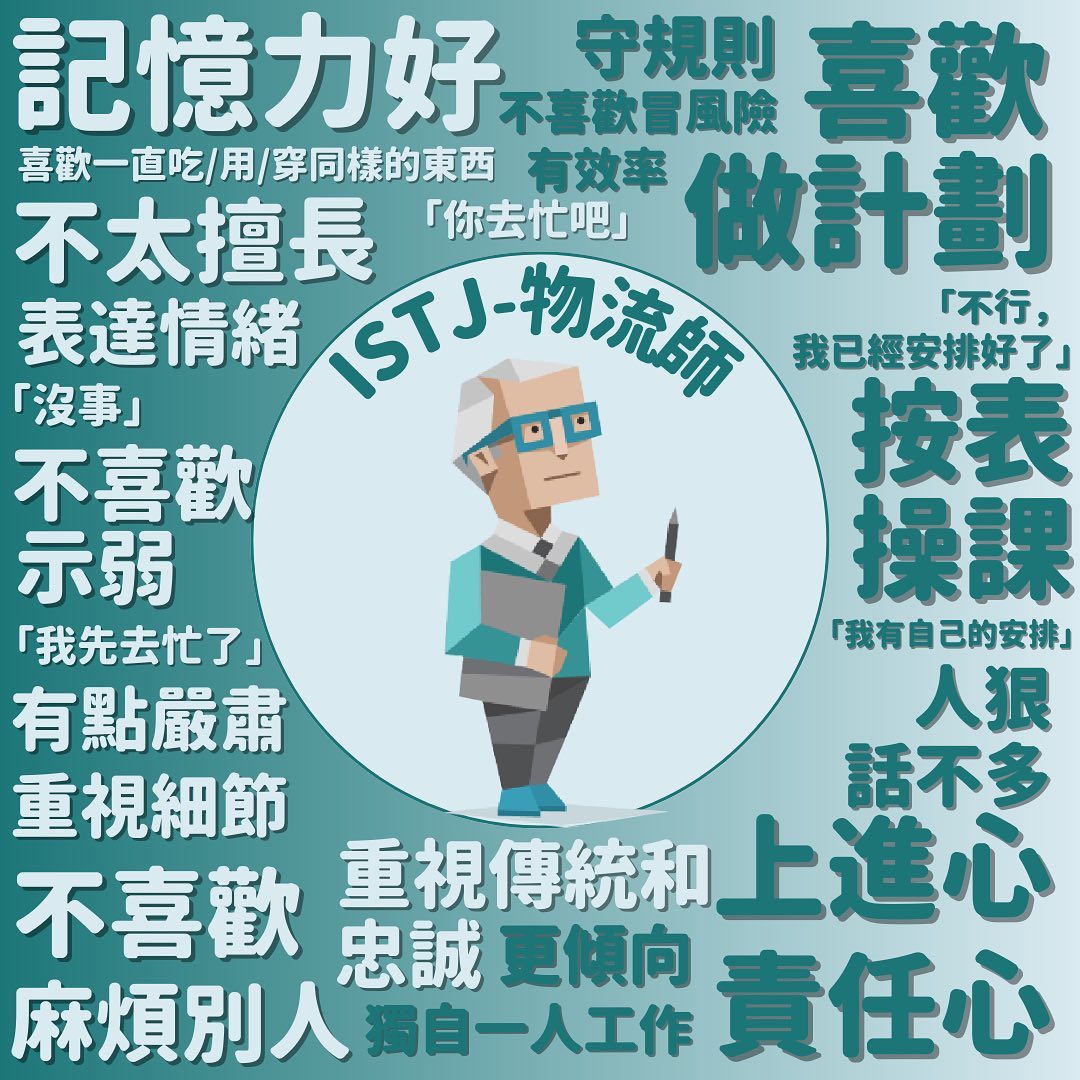 記憶力好
喜歡一直吃/用/穿同樣的東西
不太擅長
表達情緒
「沒事」
不喜歡
示弱
「我先去忙了」
有點嚴肅
重視細節
不喜歡
麻煩別人
守規則
不喜歡冒風險
有效率
「你去忙吧」
喜歡
做計劃
「不行，
我已經安排好了」
按表
操課
「我有自己的安排」
人狠
話不多
上進心
責任心
ISTJ-物流師
重視傳統和
忠誠
更傾向
獨自一人工作